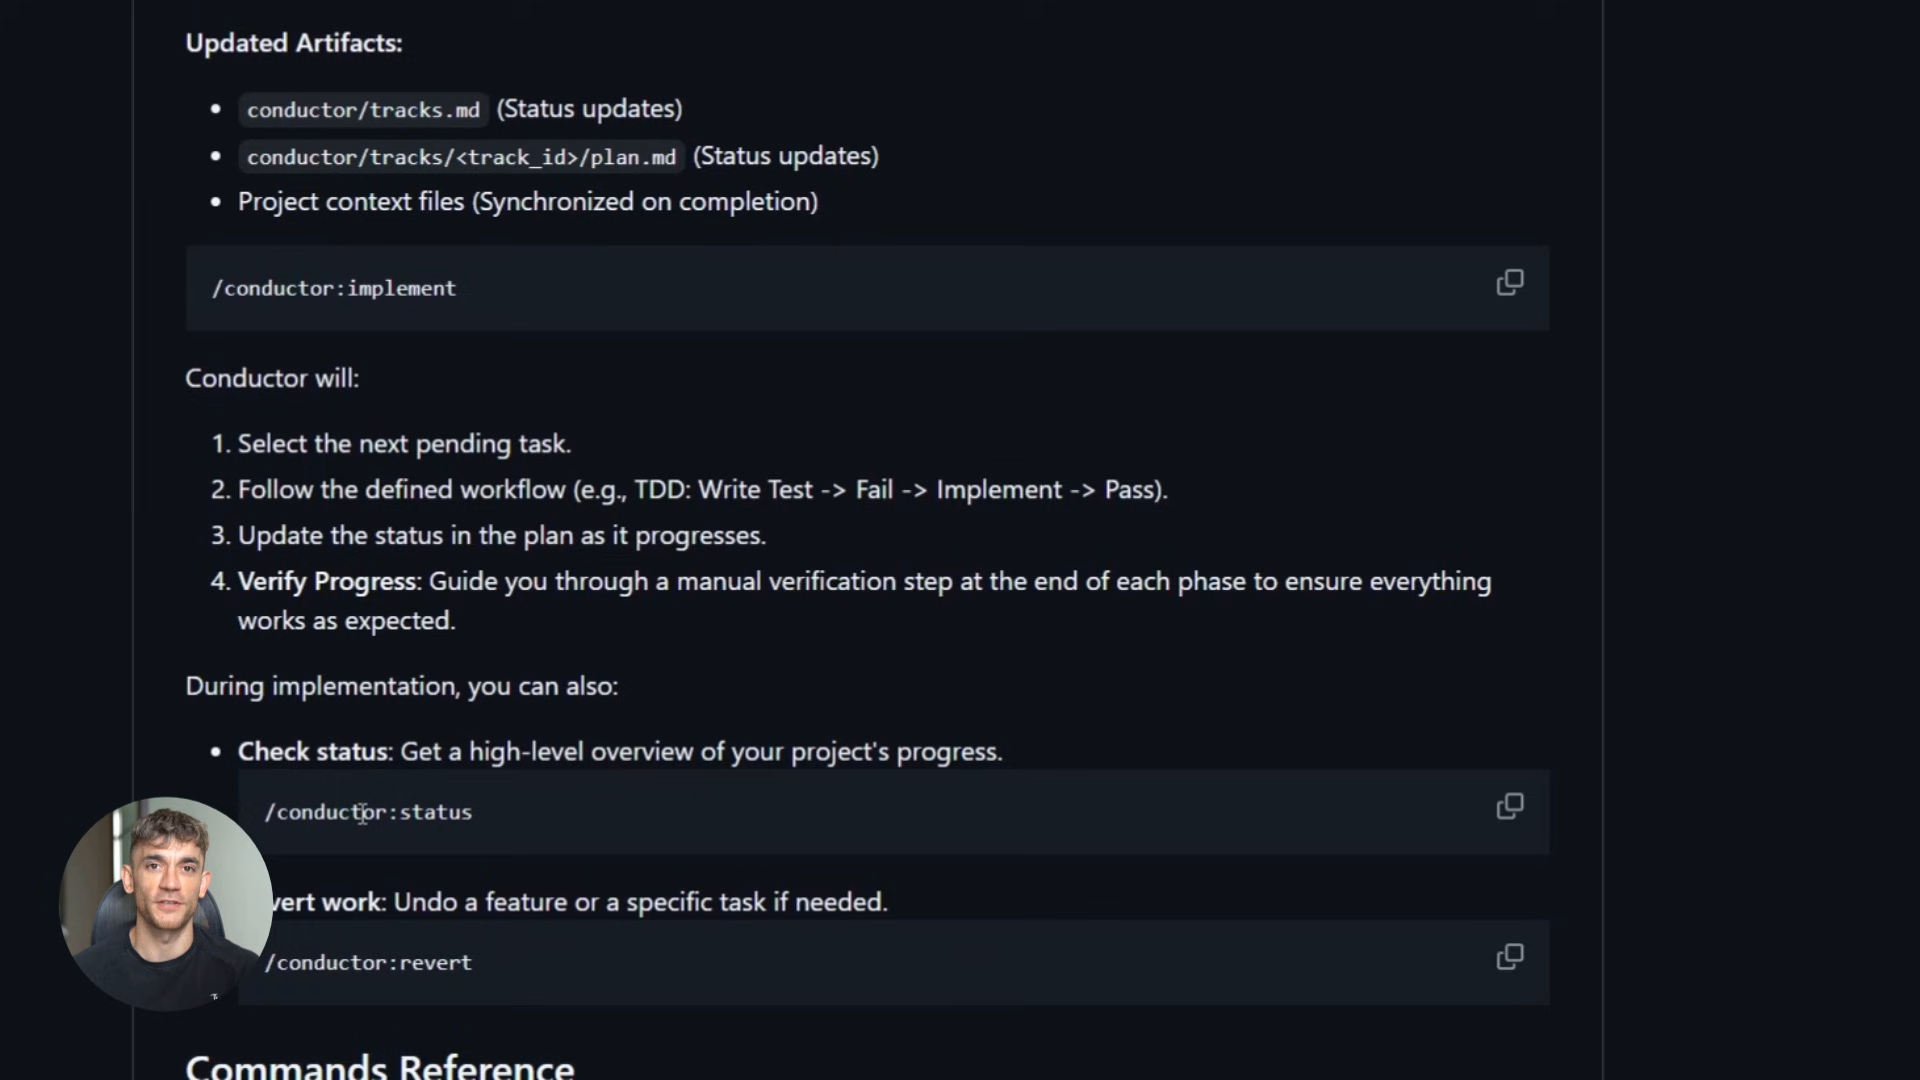 Updated Artifacts:
conductor/tracks.md (Status updates)
conductor/tracks/<track_id>/plan.md (Status updates)
Project context files (Synchronized on completion)
/conductor:implement
Conductor will:
1. Select the next pending task.
2. Follow the defined workflow (e.g., TDD: Write Test -> Fail -> Implement -> Pass).
3. Update the status in the plan as it progresses.
4. Verify Progress: Guide you through a manual verification step at the end of each phase to ensure everything
works as expected.
During implementation, you can also:
Check status: Get a high-level overview of your project's progress.
/conductor:status
vert work: Undo a feature or a specific task if needed.
/conductor:revert
Commands Reference